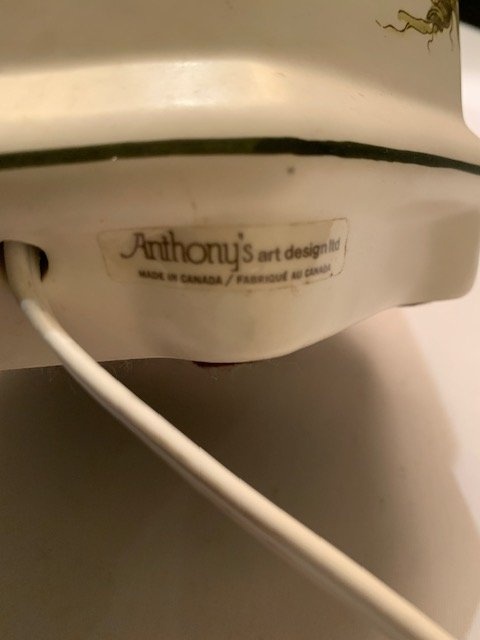 Anthony's art design ltd
MADE IN CANADA / FABRIQUÉ AU CANADA